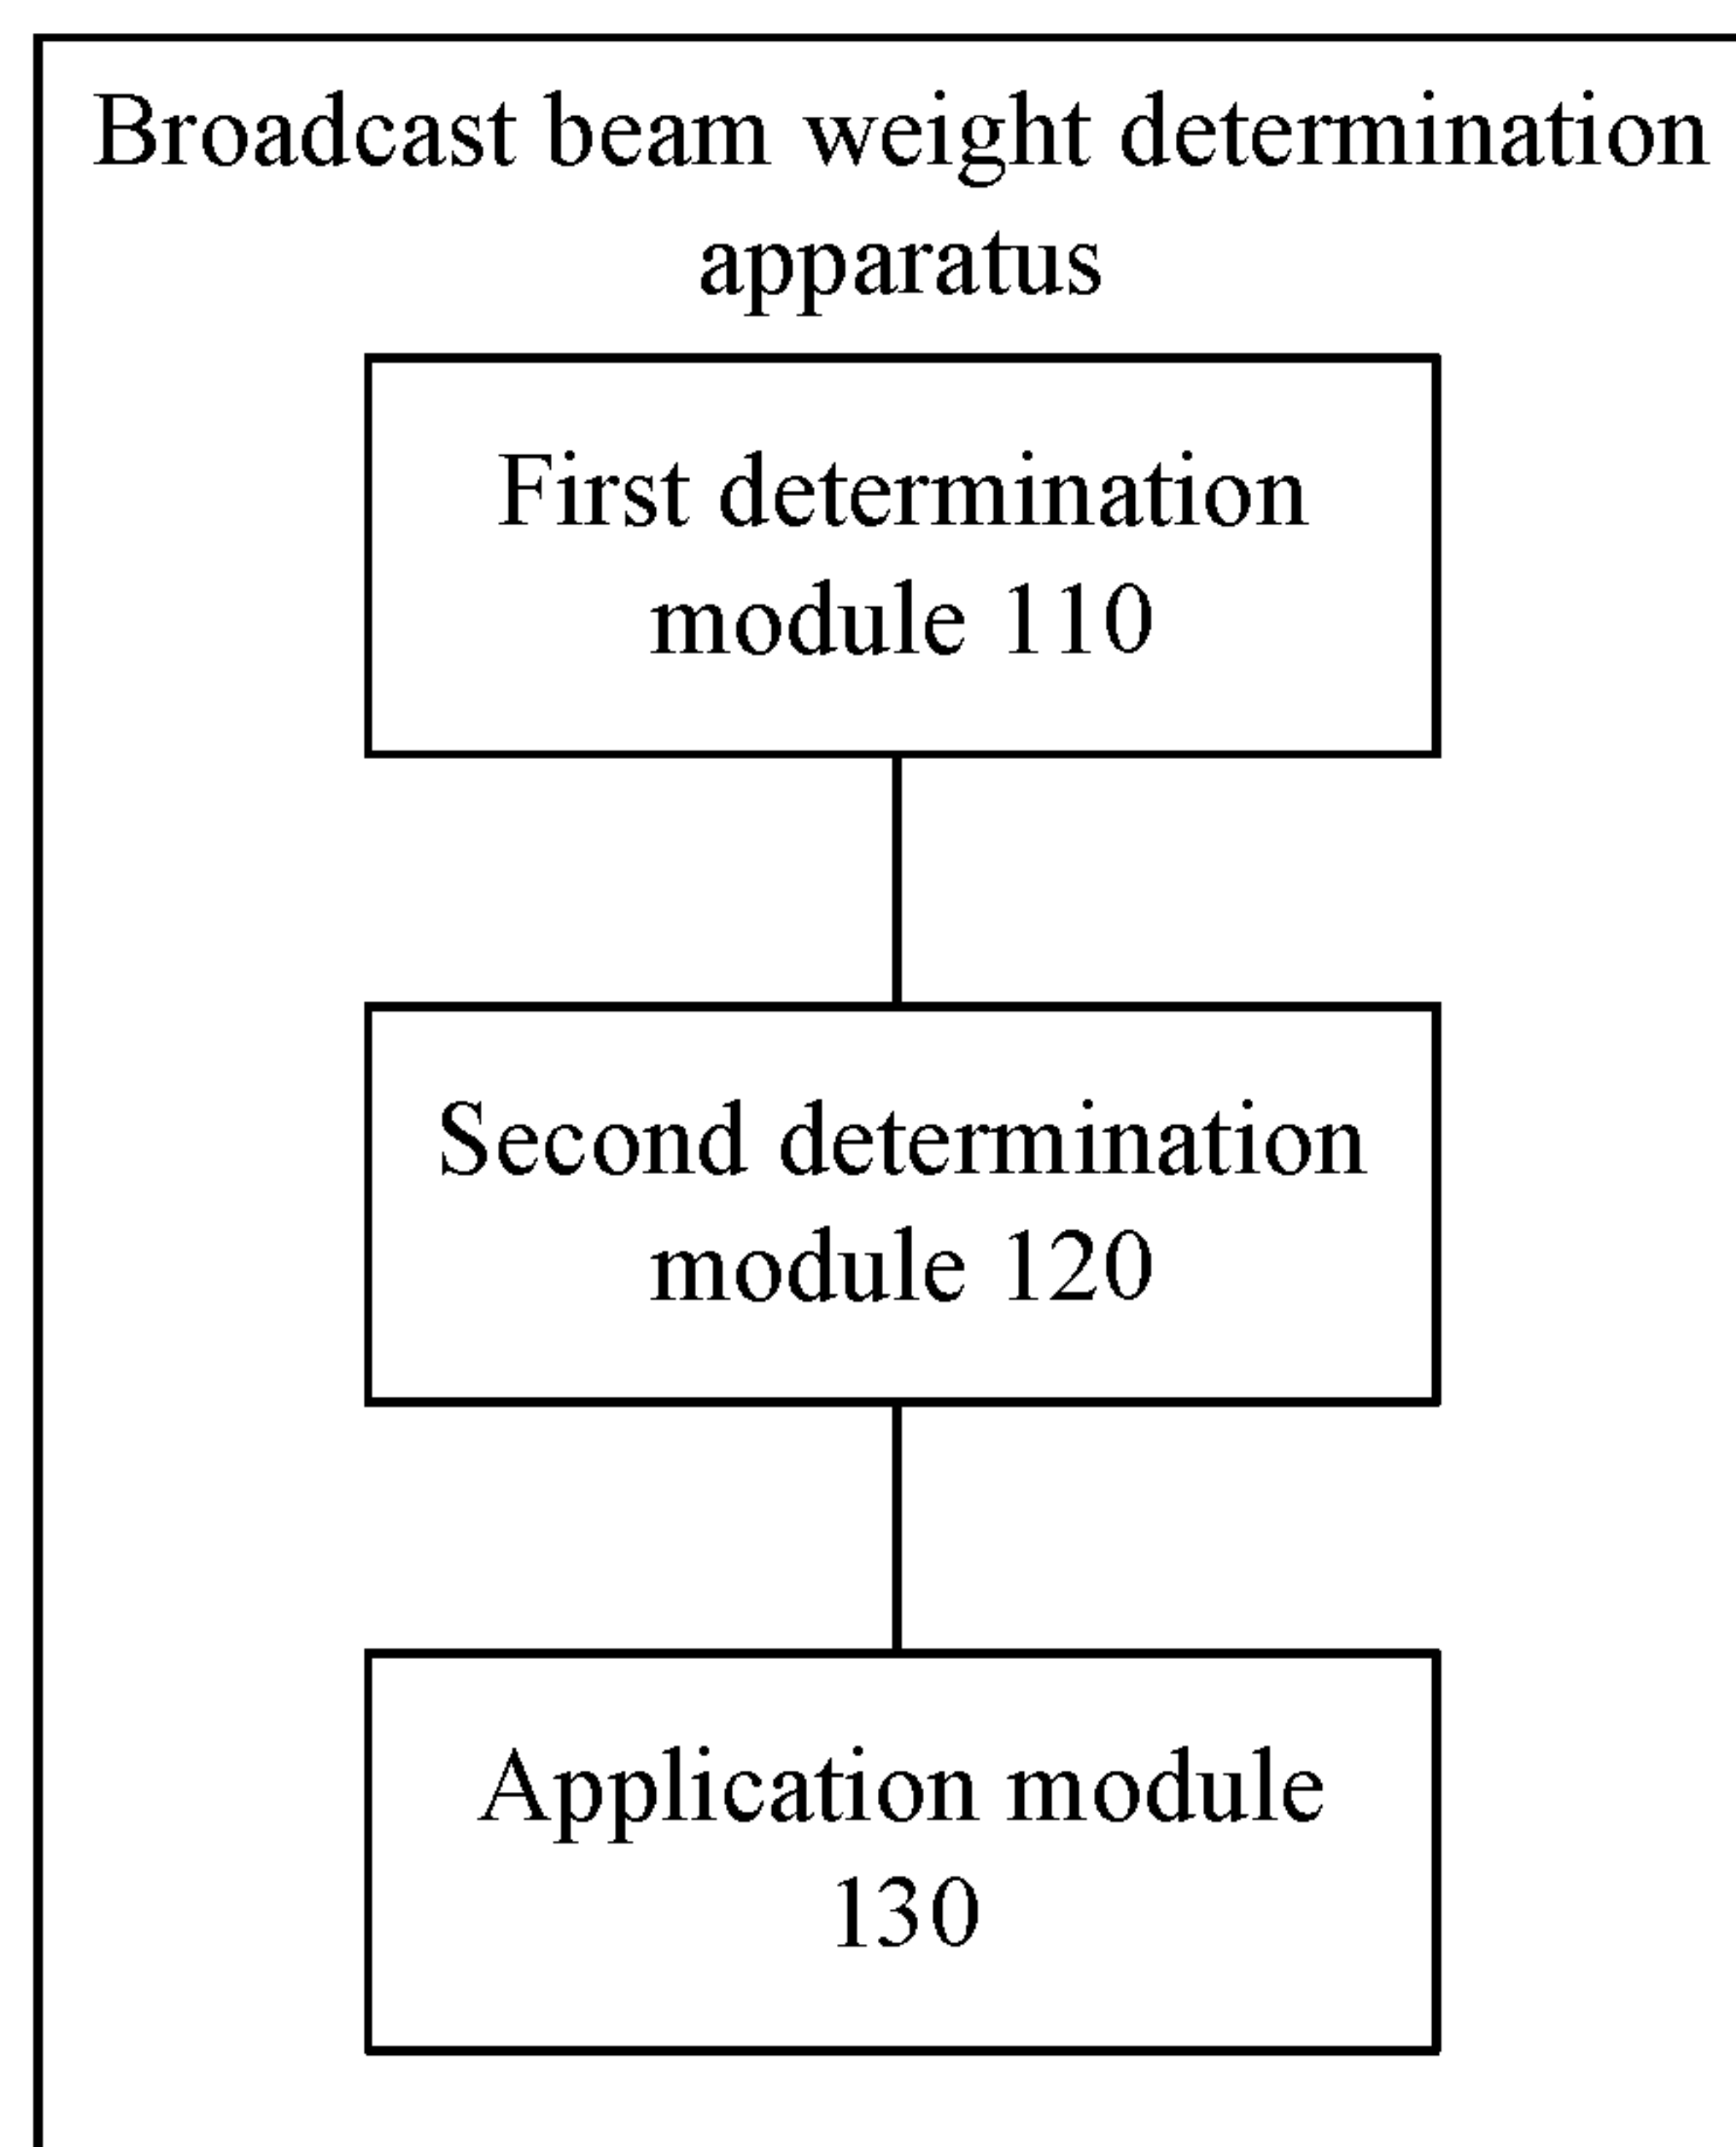 Broadcast beam weight determination
apparatus
First determination
module 110
Second determination
module 120
Application module
130